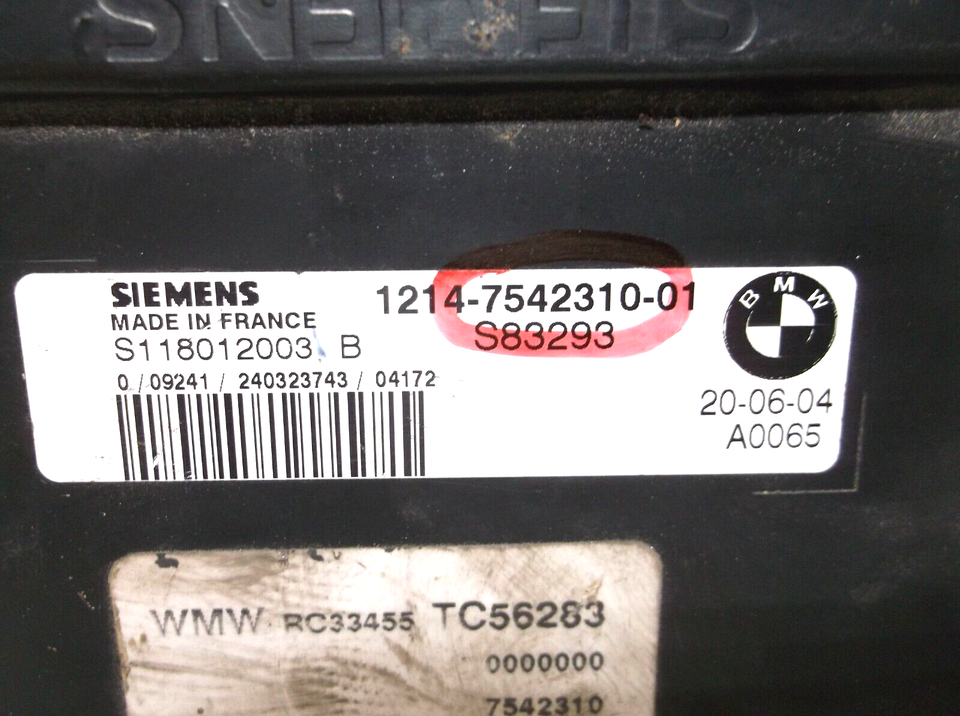 SIEMENS
SIEMENS 1214-7542310-01
MADE IN FRANCE S83293
S118012003 B
0 / 09241 / 240323743 / 04172
BMW
20-06-04
A0065
WMW RC33455 TC56283
0000000
7542310